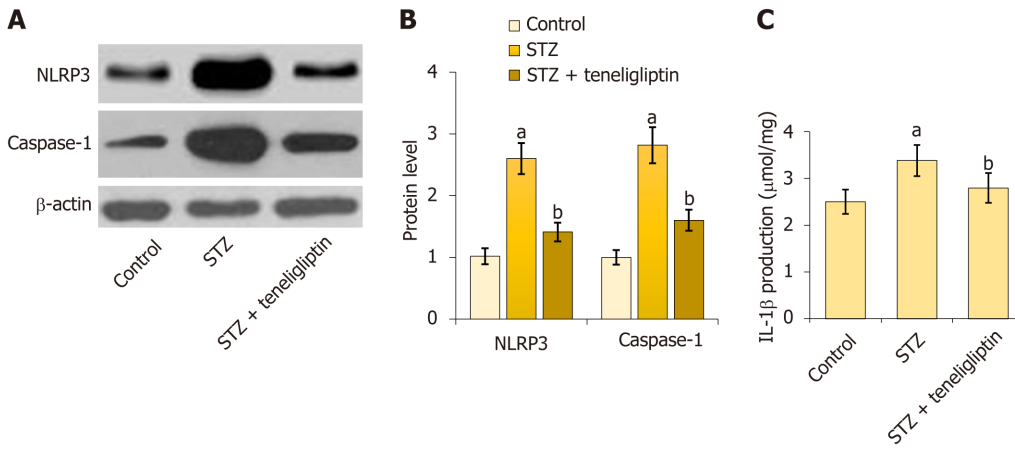 A
NLRP3
Caspase-1
β-actin
Control
STZ
STZ + teneligliptin
B
Control
STZ
STZ + teneligliptin
Protein level
4
3
2
1
0
a
b
a
b
NLRP3
Caspase-1
C
IL-1β production (μmol/mg)
4
3
2
1
0
a
b
Control
STZ
STZ + teneligliptin